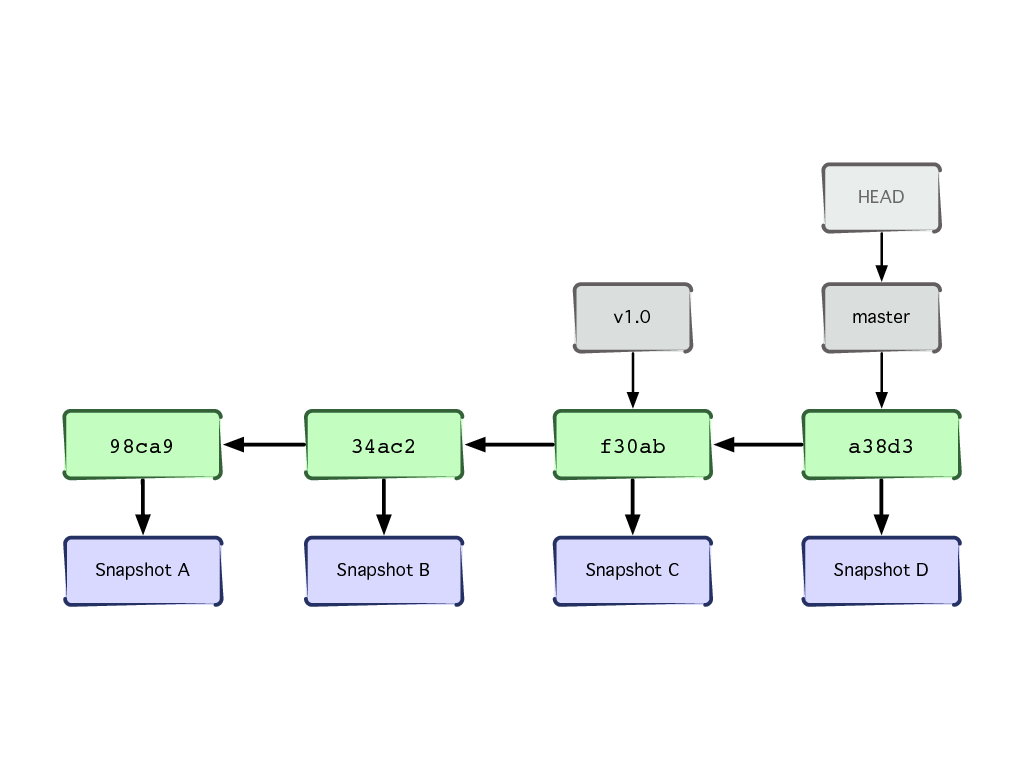 HEAD
v1.0
master
98ca9
34ac2
f30ab
a38d3
Snapshot A
Snapshot B
Snapshot C
Snapshot D